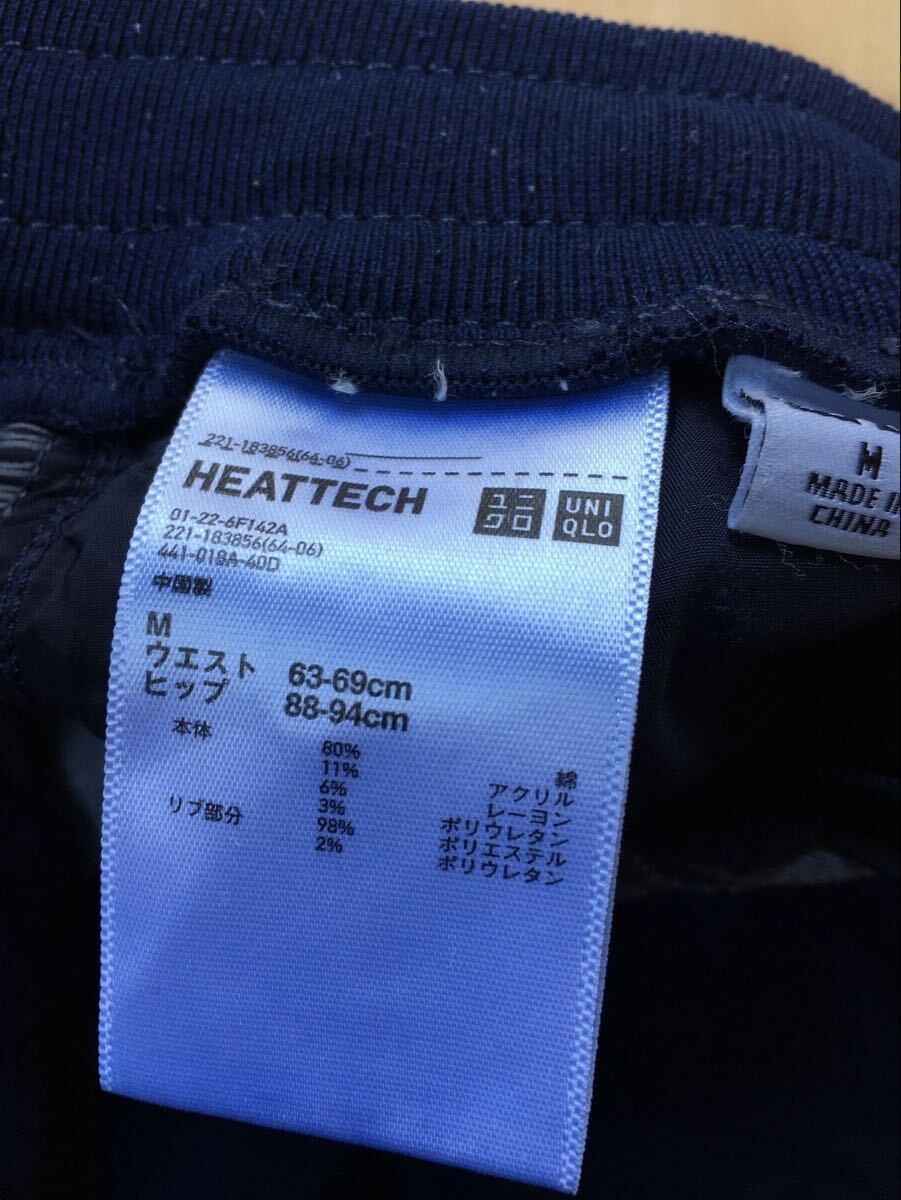 221-183856(64-06)
HEATTECH
ユニ
クロ
UNI
QLO
01-22-6F142A
221-183856(64-06)
441-018A-40D
中国製
M
ウエスト 63-69cm
ヒップ 88-94cm
本体 80% 綿
11% アクリル
6% レーヨン
3% ポリウレタン
リブ部分 98% ポリエステル
2% ポリウレタン
M
MADE IN
CHINA